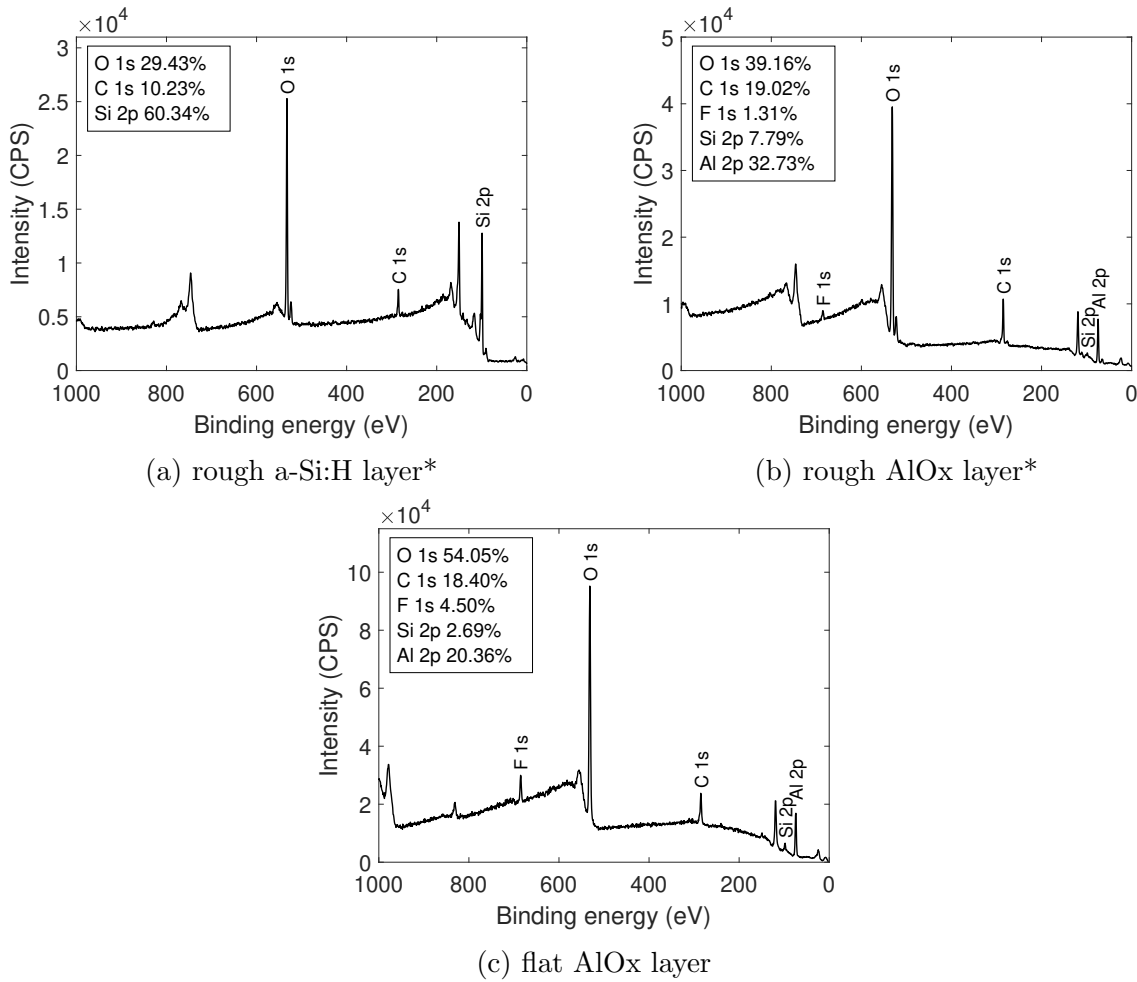 ×10⁴
O 1s 29.43%
C 1s 10.23%
Si 2p 60.34%
O 1s
C 1s
Si 2p
3
2.5
2
1.5
1
0.5
0
Intensity (CPS)
1000 800 600 400 200 0
Binding energy (eV)
(a) rough a-Si:H layer*
×10⁴
O 1s 39.16%
C 1s 19.02%
F 1s 1.31%
Si 2p 7.79%
Al 2p 32.73%
F 1s
O 1s
C 1s
Si 2p
Al 2p
5
4
3
2
1
0
Intensity (CPS)
1000 800 600 400 200 0
Binding energy (eV)
(b) rough AlOx layer*
×10⁴
O 1s 54.05%
C 1s 18.40%
F 1s 4.50%
Si 2p 2.69%
Al 2p 20.36%
F 1s
O 1s
C 1s
Si 2p
Al 2p
10
8
6
4
2
0
Intensity (CPS)
1000 800 600 400 200 0
Binding energy (eV)
(c) flat AlOx layer